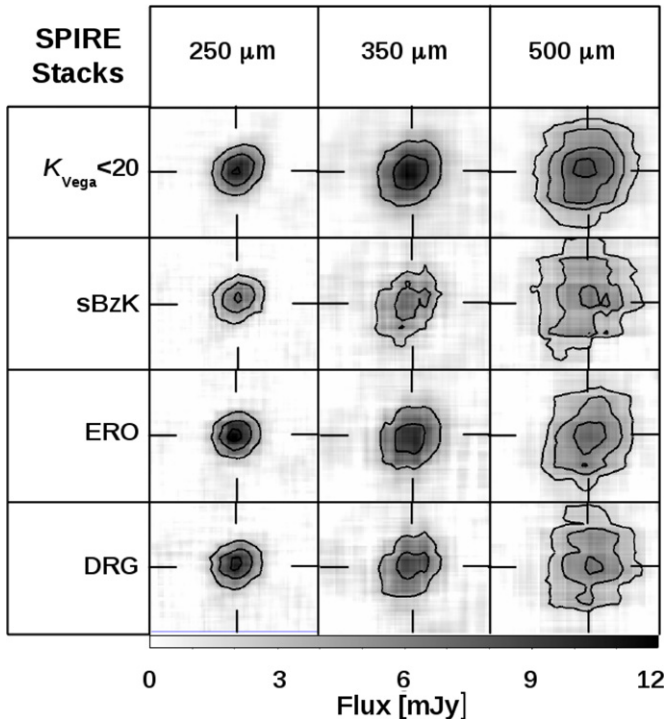 SPIRE
Stacks
250 µm
350 µm
500 µm
KVega<20
sBzK
ERO
DRG
0
3
6
9
12
Flux [mJy]